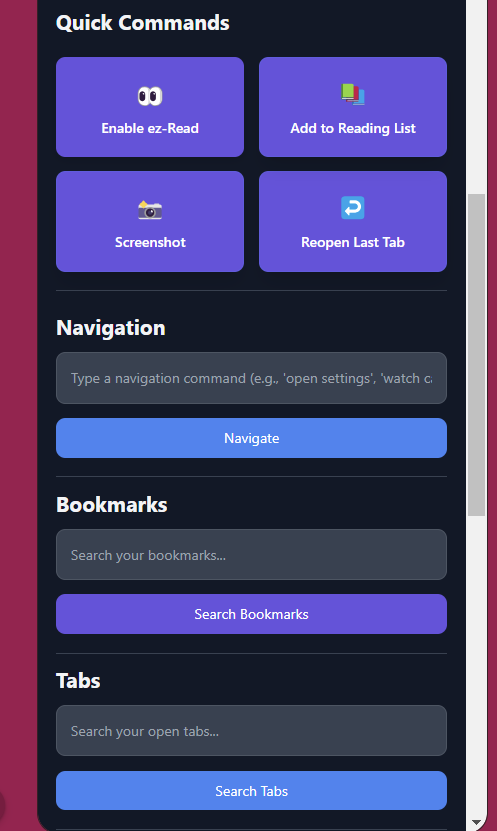 Quick Commands
Enable ez-Read
Add to Reading List
Screenshot
Reopen Last Tab
Navigation
Type a navigation command (e.g., 'open settings', 'watch ca
Navigate
Bookmarks
Search your bookmarks...
Search Bookmarks
Tabs
Search your open tabs...
Search Tabs